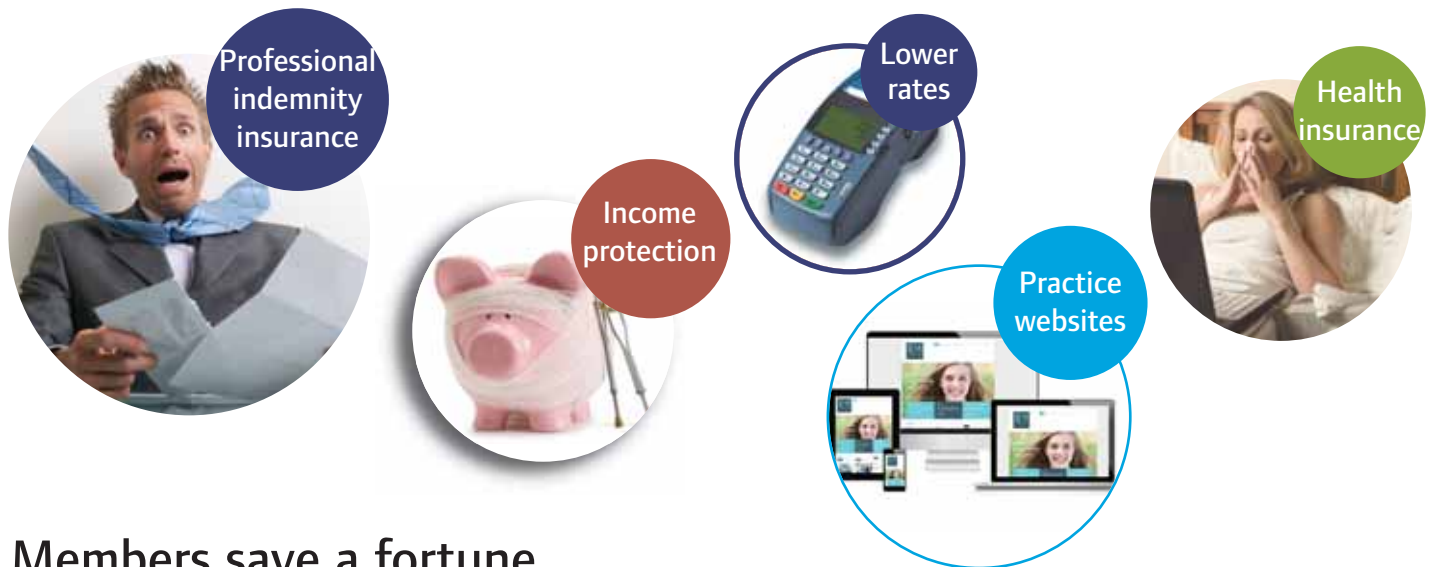 Professional
indemnity
insurance
Income
protection
Lower
rates
Practice
websites
Health
insurance
Members save a fortune